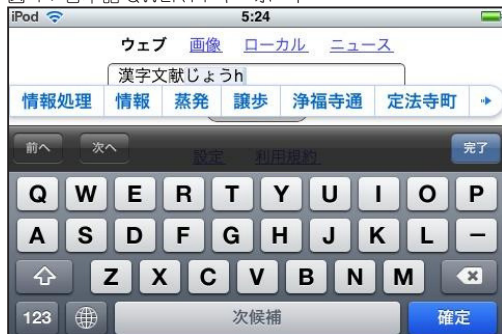 iPod 5:24
ウェブ 画像 ローカル ニュース
漢字文献じょうh
情報処理 情報 蒸発 譲歩 浄福寺通 定法寺町
前へ 次へ 設定 利用規約 完了
Q W E R T Y U I O P
A S D F G H J K L ー
Z X C V B N M
123 次候補 確定